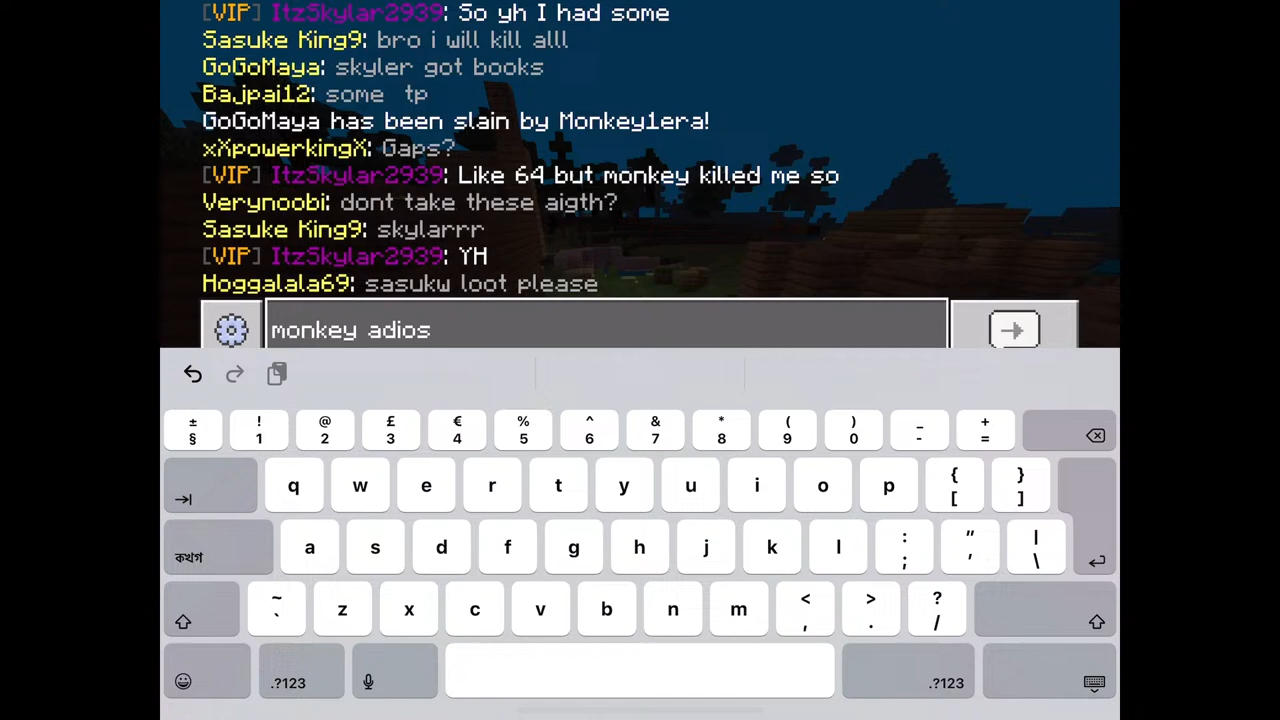 [VIP] ItzSkylar2939: So yh I had some
Sasuke King9: bro i will kill alll
GoGoMaya: skyler got books
Bajpai12: some tp
GoGoMaya has been slain by Monkey1era!
xXpowerkingX: Gaps?
[VIP] ItzSkylar2939: Like 64 but monkey killed me so
Verynoobi: dont take these aigth?
Sasuke King9: skylarrr
[VIP] ItzSkylar2939: YH
Hoggalala69: sasukw loot please
monkey adios
± ! @ £ € % ^ & * ( ) _ +
§ 1 2 3 4 5 6 7 8 9 0 - =
q w e r t y u i o p { }
[ ]
কখগ a s d f g h j k l : " |
; ' \
~ z x c v b n m < > ?
` , . /
.?123 .?123